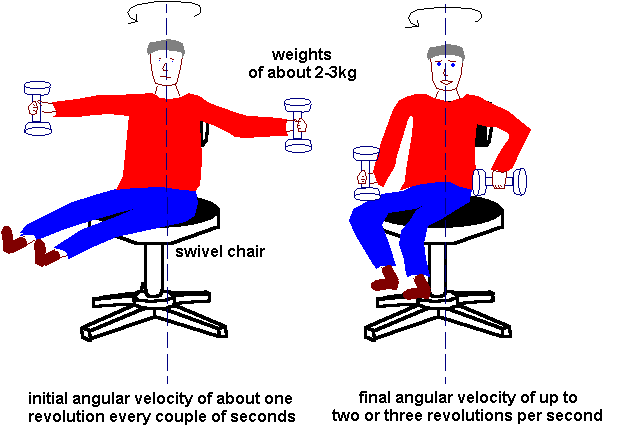 weights
of about 2-3kg
swivel chair
initial angular velocity of about one
revolution every couple of seconds
final angular velocity of up to
two or three revolutions per second